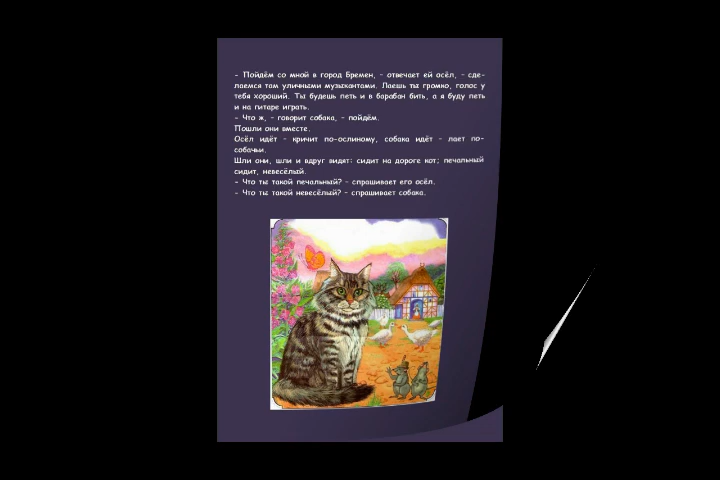 - Пойдём со мной в город Бремен, - отвечает ей осёл, - сде-
лаемся там уличными музыкантами. Лаешь ты громко, голос у
тебя хороший. Ты будешь петь и в барабан бить, а я буду петь
и на гитаре играть.
- Что ж, - говорит собака, - пойдём.
Пошли они вместе.
Осёл идёт - кричит по-ослиному, собака идёт - лает по-
собачьи.
Шли они, шли и вдруг видят: сидит на дороге кот; печальный
сидит, невесёлый.
- Что ты такой печальный? - спрашивает его осёл.
- Что ты такой невесёлый? - спрашивает собака.